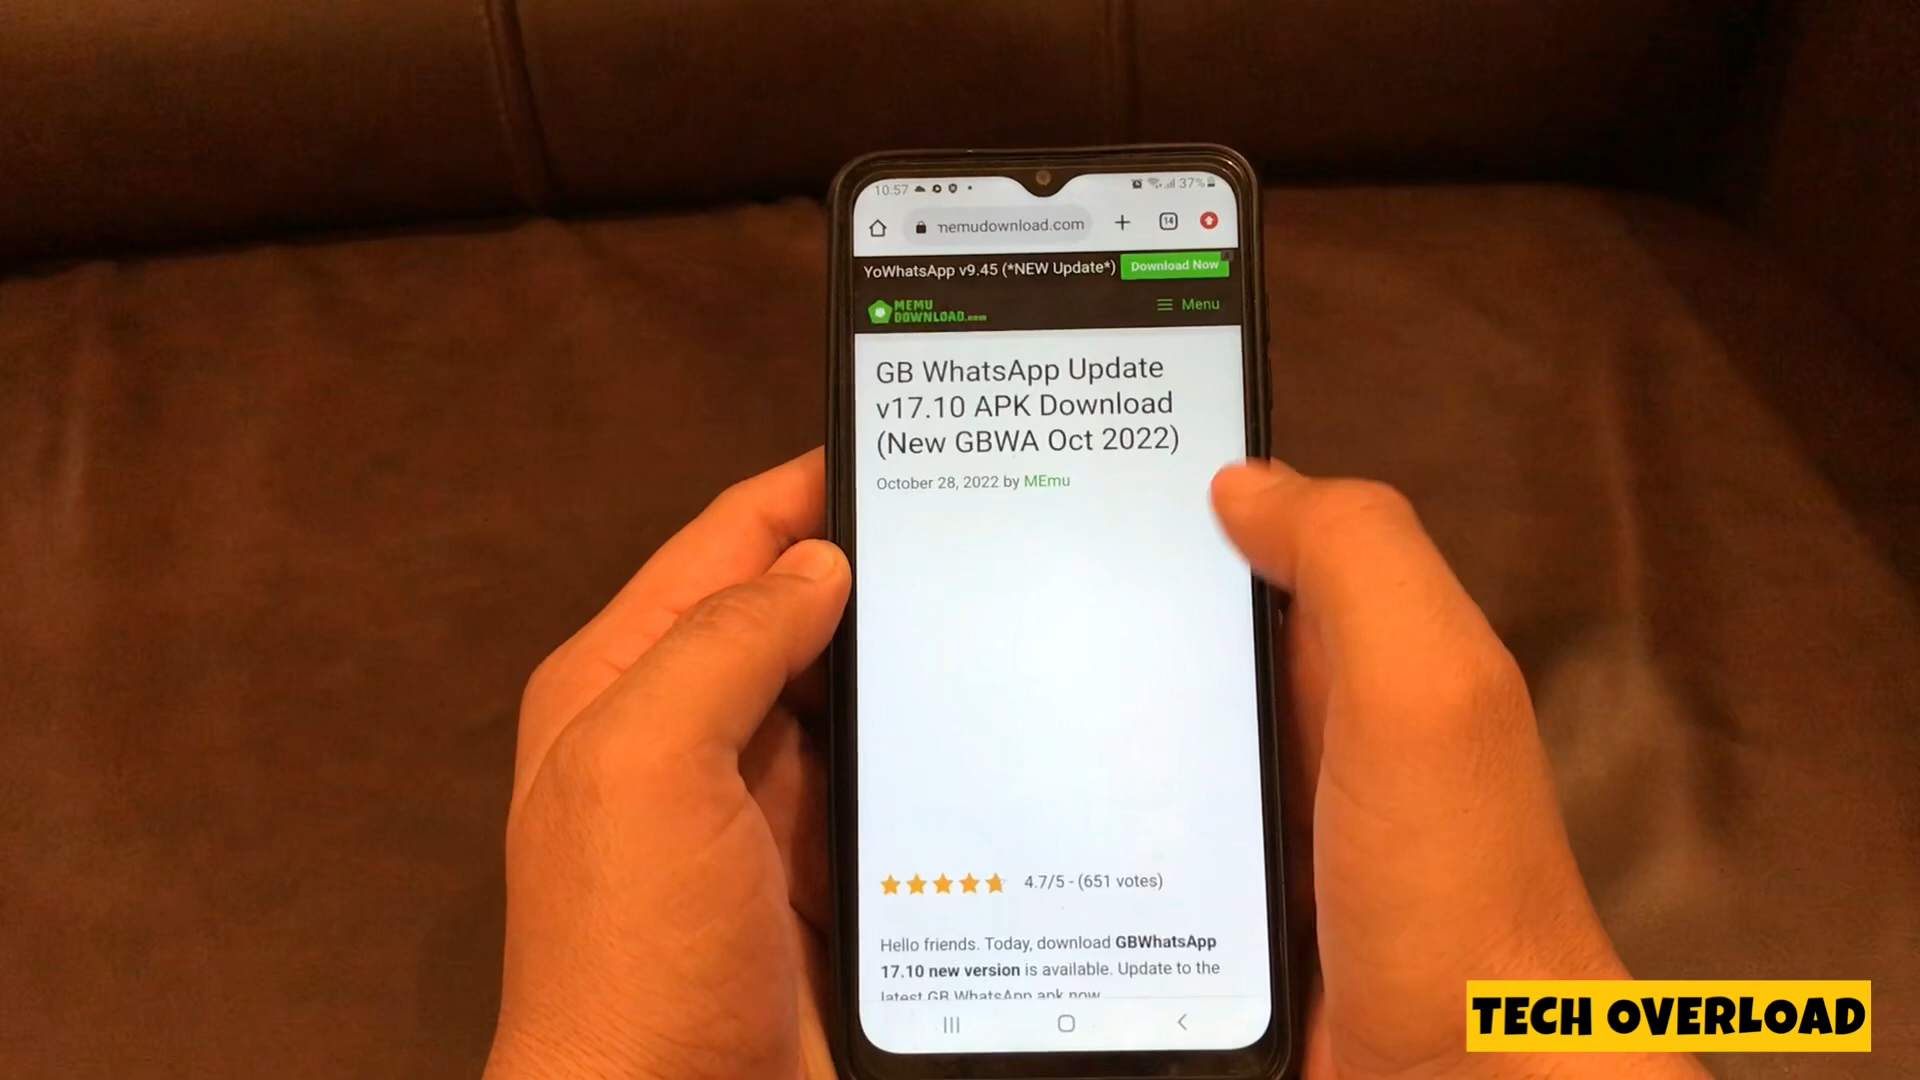 10:57
37%
memudownload.com
14
YoWhatsApp v9.45 (*NEW Update*)
Download Now
MEMU
DOWNLOAD.com
Menu
GB WhatsApp Update
v17.10 APK Download
(New GBWA Oct 2022)
October 28, 2022 by MEmu
4.7/5 - (651 votes)
Hello friends. Today, download GBWhatsApp
17.10 new version is available. Update to the
latest GB WhatsApp apk now
TECH OVERLOAD